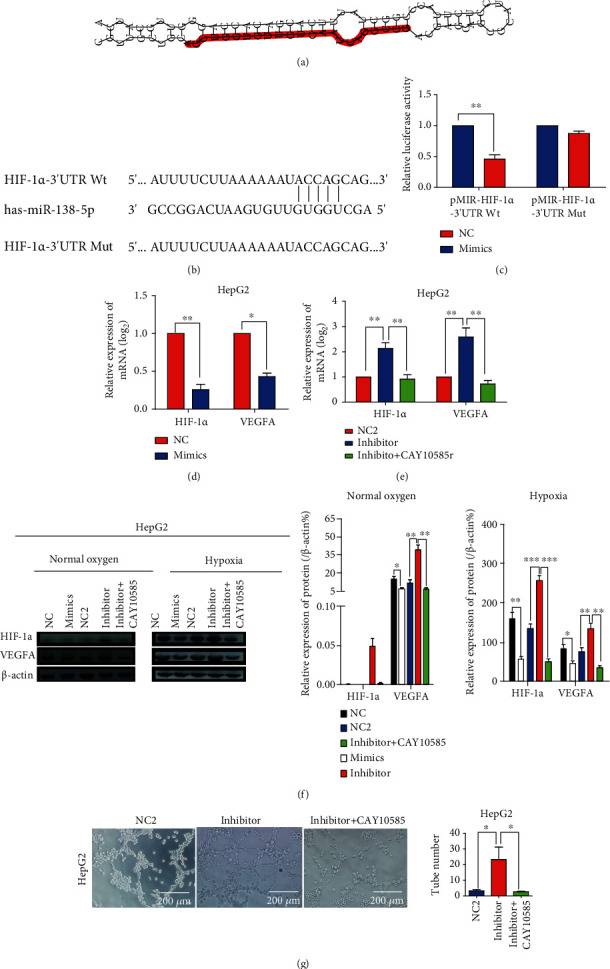 (a)
HIF-1α-3'UTR Wt 5'... AUUUUCUUAAAAAAUACCAGCAG...3'
has-miR-138-5p 3' GCCGGACUAAGUGUUGUGGUCGA 5'
HIF-1α-3'UTR Mut 5'... AUUUUCUUAAAAAAUACCAGCAG...3'
(b)
Relative luciferase activity
1.5
1.0
0.5
0.0
**
pMIR-HIF-1α
-3'UTR Wt
pMIR-HIF-1α
-3'UTR Mut
NC
Mimics
(c)
HepG2
Relative expression of
mRNA (log2)
1.5
1.0
0.5
0.0
**
*
HIF-1α
VEGFA
NC
Mimics
(d)
HepG2
Relative expression of
mRNA (log2)
4
3
2
1
0
** **
** **
HIF-1α
VEGFA
NC2
Inhibitor
Inhibito+CAY10585r
(e)
HepG2
Normal oxygen
Hypoxia
NC
Mimics
NC2
Inhibitor
Inhibitor+
CAY10585
NC
Mimics
NC2
Inhibitor
Inhibitor+
CAY10585
HIF-1a
VEGFA
β-actin
Normal oxygen
Relative expression of protein (/β-actin%)
65
50
35
20
5
0.10
0.05
0.00
*
** **
HIF-1a
VEGFA
NC
NC2
Inhibitor+CAY10585
Mimics
Inhibitor
Hypoxia
Relative expression of protein (/β-actin%)
400
300
200
100
0
**
*** ***
*
** **
HIF-1a
VEGFA
(f)
NC2
Inhibitor
Inhibitor+CAY10585
HepG2
200 μm
200 μm
200 μm
HepG2
Tube number
40
30
20
10
0
* *
NC2
Inhibitor
Inhibitor+
CAY10585
(g)